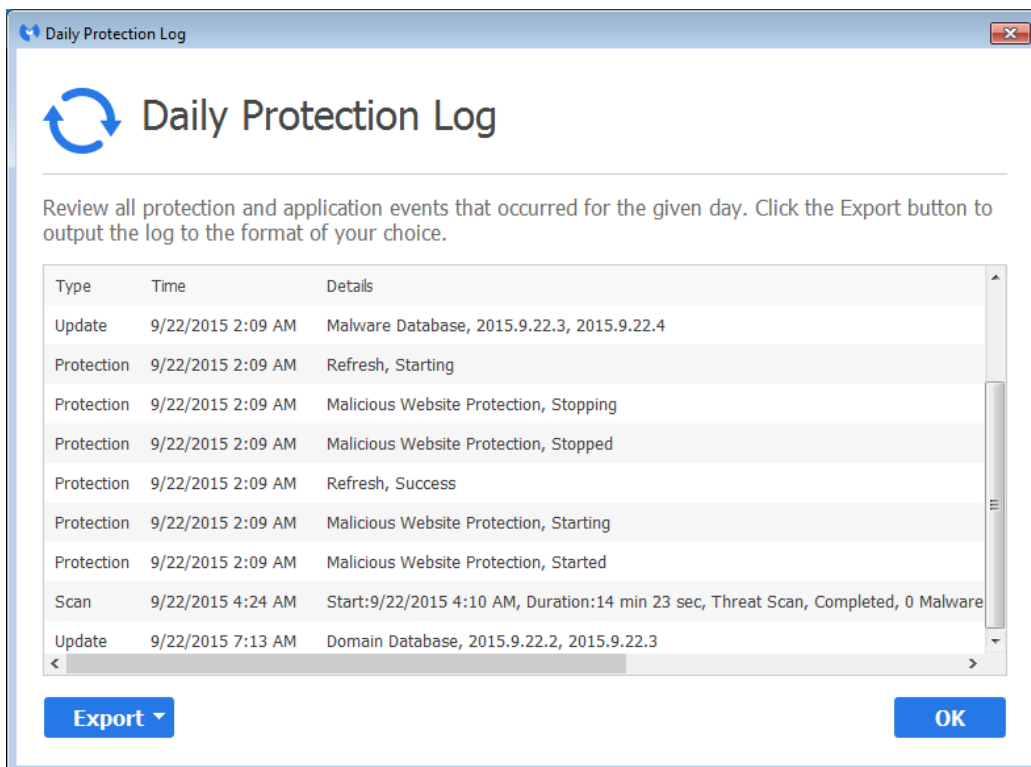 Daily Protection Log
Daily Protection Log
Review all protection and application events that occurred for the given day. Click the Export button to
output the log to the format of your choice.
Type Time Details
Update 9/22/2015 2:09 AM Malware Database, 2015.9.22.3, 2015.9.22.4
Protection 9/22/2015 2:09 AM Refresh, Starting
Protection 9/22/2015 2:09 AM Malicious Website Protection, Stopping
Protection 9/22/2015 2:09 AM Malicious Website Protection, Stopped
Protection 9/22/2015 2:09 AM Refresh, Success
Protection 9/22/2015 2:09 AM Malicious Website Protection, Starting
Protection 9/22/2015 2:09 AM Malicious Website Protection, Started
Scan 9/22/2015 4:24 AM Start:9/22/2015 4:10 AM, Duration:14 min 23 sec, Threat Scan, Completed, 0 Malware
Update 9/22/2015 7:13 AM Domain Database, 2015.9.22.2, 2015.9.22.3
Export OK